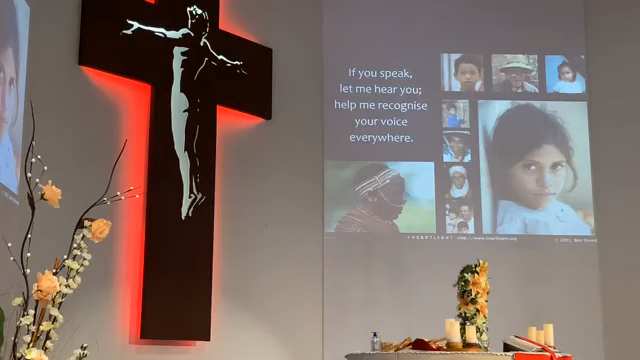 If you speak,
let me hear you;
help me recognise
your voice
everywhere.